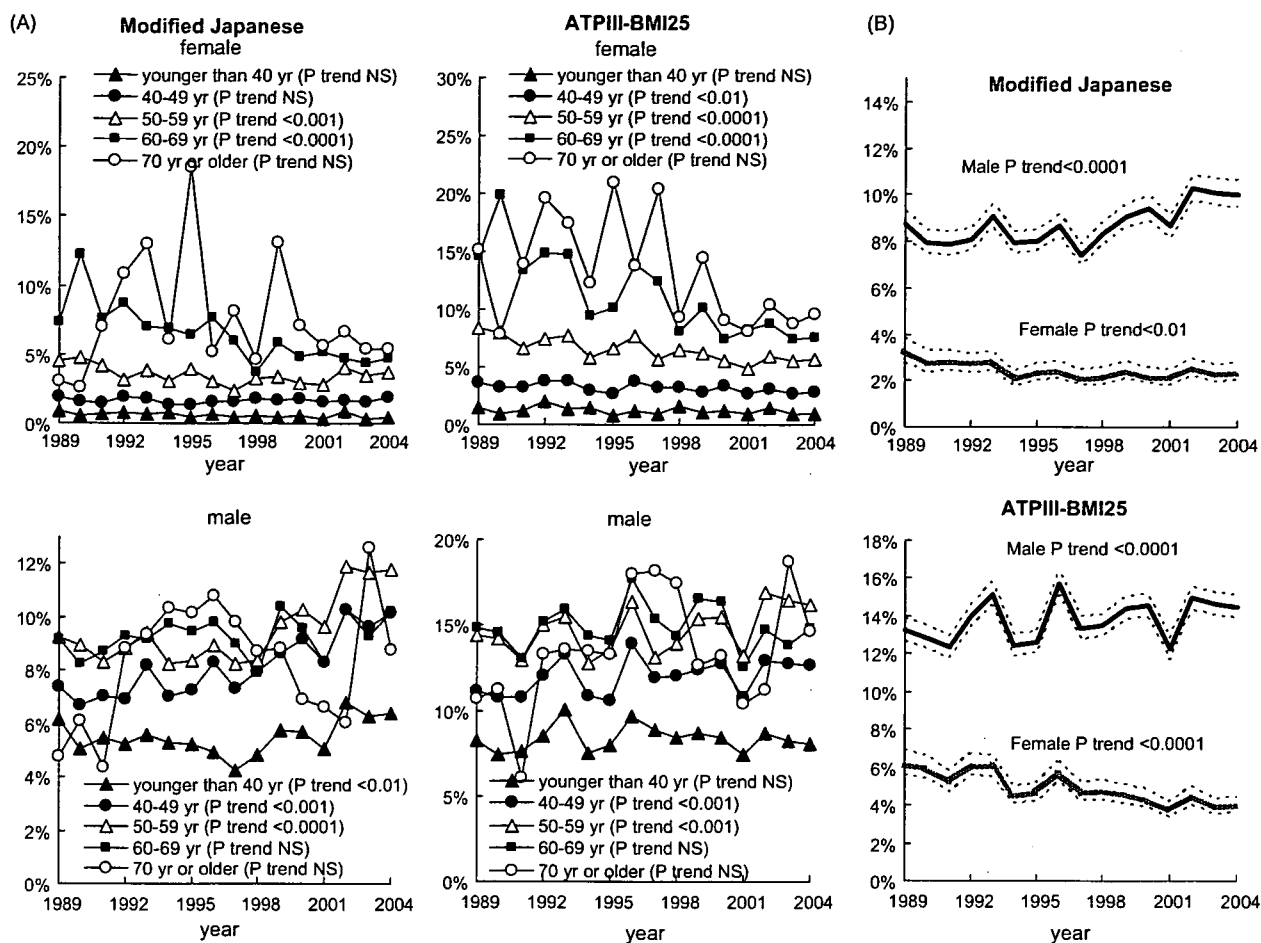 (A)
Modified Japanese
female
25%
20%
15%
10%
5%
0%
younger than 40 yr (P trend NS)
40-49 yr (P trend NS)
50-59 yr (P trend <0.001)
60-69 yr (P trend <0.0001)
70 yr or older (P trend NS)
1989 1992 1995 1998 2001 2004
year
ATPIII-BMI25
female
30%
25%
20%
15%
10%
5%
0%
younger than 40 yr (P trend NS)
40-49 yr (P trend <0.01)
50-59 yr (P trend <0.0001)
60-69 yr (P trend <0.0001)
70 yr or older (P trend NS)
1989 1992 1995 1998 2001 2004
year
male
12%
10%
8%
6%
4%
2%
0%
younger than 40 yr (P trend <0.01)
40-49 yr (P trend <0.001)
50-59 yr (P trend <0.0001)
60-69 yr (P trend NS)
70 yr or older (P trend NS)
1989 1992 1995 1998 2001 2004
year
male
20%
15%
10%
5%
0%
younger than 40 yr (P trend NS)
40-49 yr (P trend <0.001)
50-59 yr (P trend <0.001)
60-69 yr (P trend NS)
70 yr or older (P trend NS)
1989 1992 1995 1998 2001 2004
year
(B)
Modified Japanese
14%
12%
10%
8%
6%
4%
2%
0%
Male P trend<0.0001
Female P trend<0.01
1989 1992 1995 1998 2001 2004
year
ATPIII-BMI25
18%
16%
14%
12%
10%
8%
6%
4%
2%
0%
Male P trend <0.0001
Female P trend <0.0001
1989 1992 1995 1998 2001 2004
year